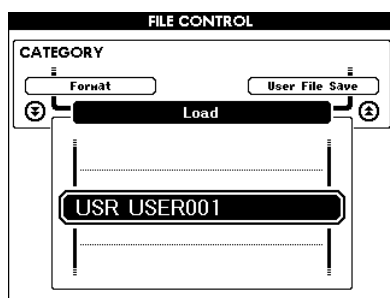 FILE CONTROL
CATEGORY
Format
User File Save
Load
USR USER001